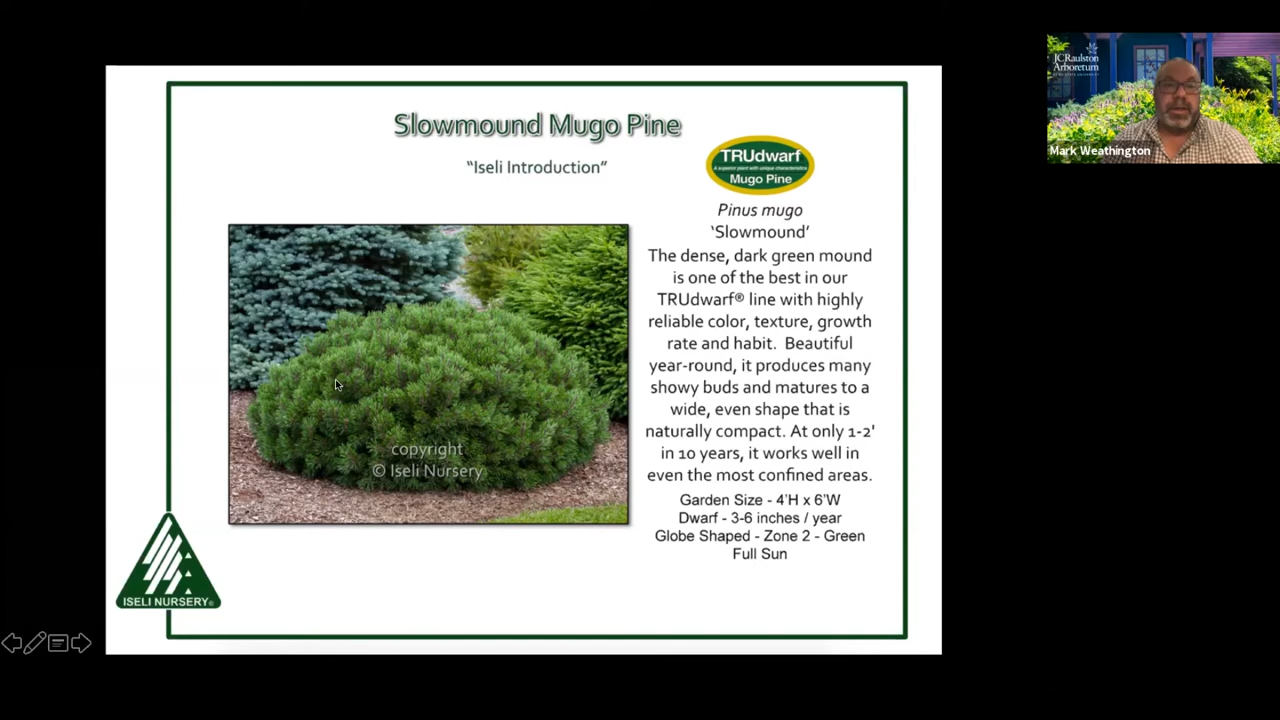 Slowmound Mugo Pine
“Iseli Introduction”
TRUdwarf
A superior plant with unique characteristics
Mugo Pine
Pinus mugo
‘Slowmound’
The dense, dark green mound
is one of the best in our
TRUdwarf® line with highly
reliable color, texture, growth
rate and habit.  Beautiful
year-round, it produces many
showy buds and matures to a
wide, even shape that is
naturally compact. At only 1-2'
in 10 years, it works well in
even the most confined areas.
Garden Size - 4'H x 6'W
Dwarf - 3-6 inches / year
Globe Shaped - Zone 2 - Green
Full Sun
copyright
© Iseli Nursery
ISELI NURSERY®
JC Raulston
Arboretum
Mark Weathington